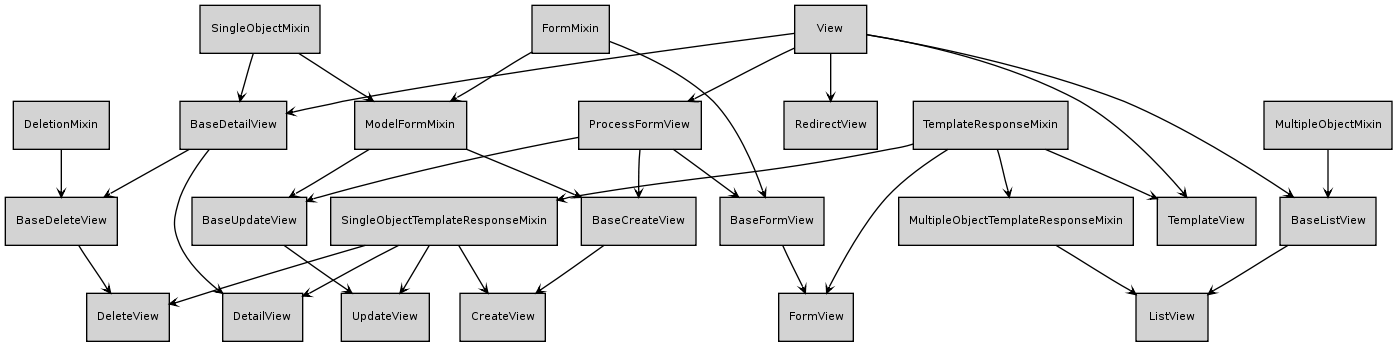 SingleObjectMixin
FormMixin
View
DeletionMixin
BaseDetailView
ModelFormMixin
ProcessFormView
RedirectView
TemplateResponseMixin
MultipleObjectMixin
BaseDeleteView
BaseUpdateView
SingleObjectTemplateResponseMixin
BaseCreateView
BaseFormView
MultipleObjectTemplateResponseMixin
TemplateView
BaseListView
DeleteView
DetailView
UpdateView
CreateView
FormView
ListView